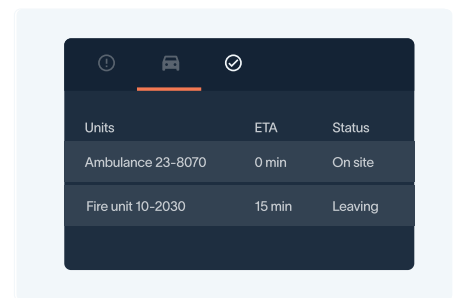 Units ETA Status
Ambulance 23-8070 0 min On site
Fire unit 10-2030 15 min Leaving